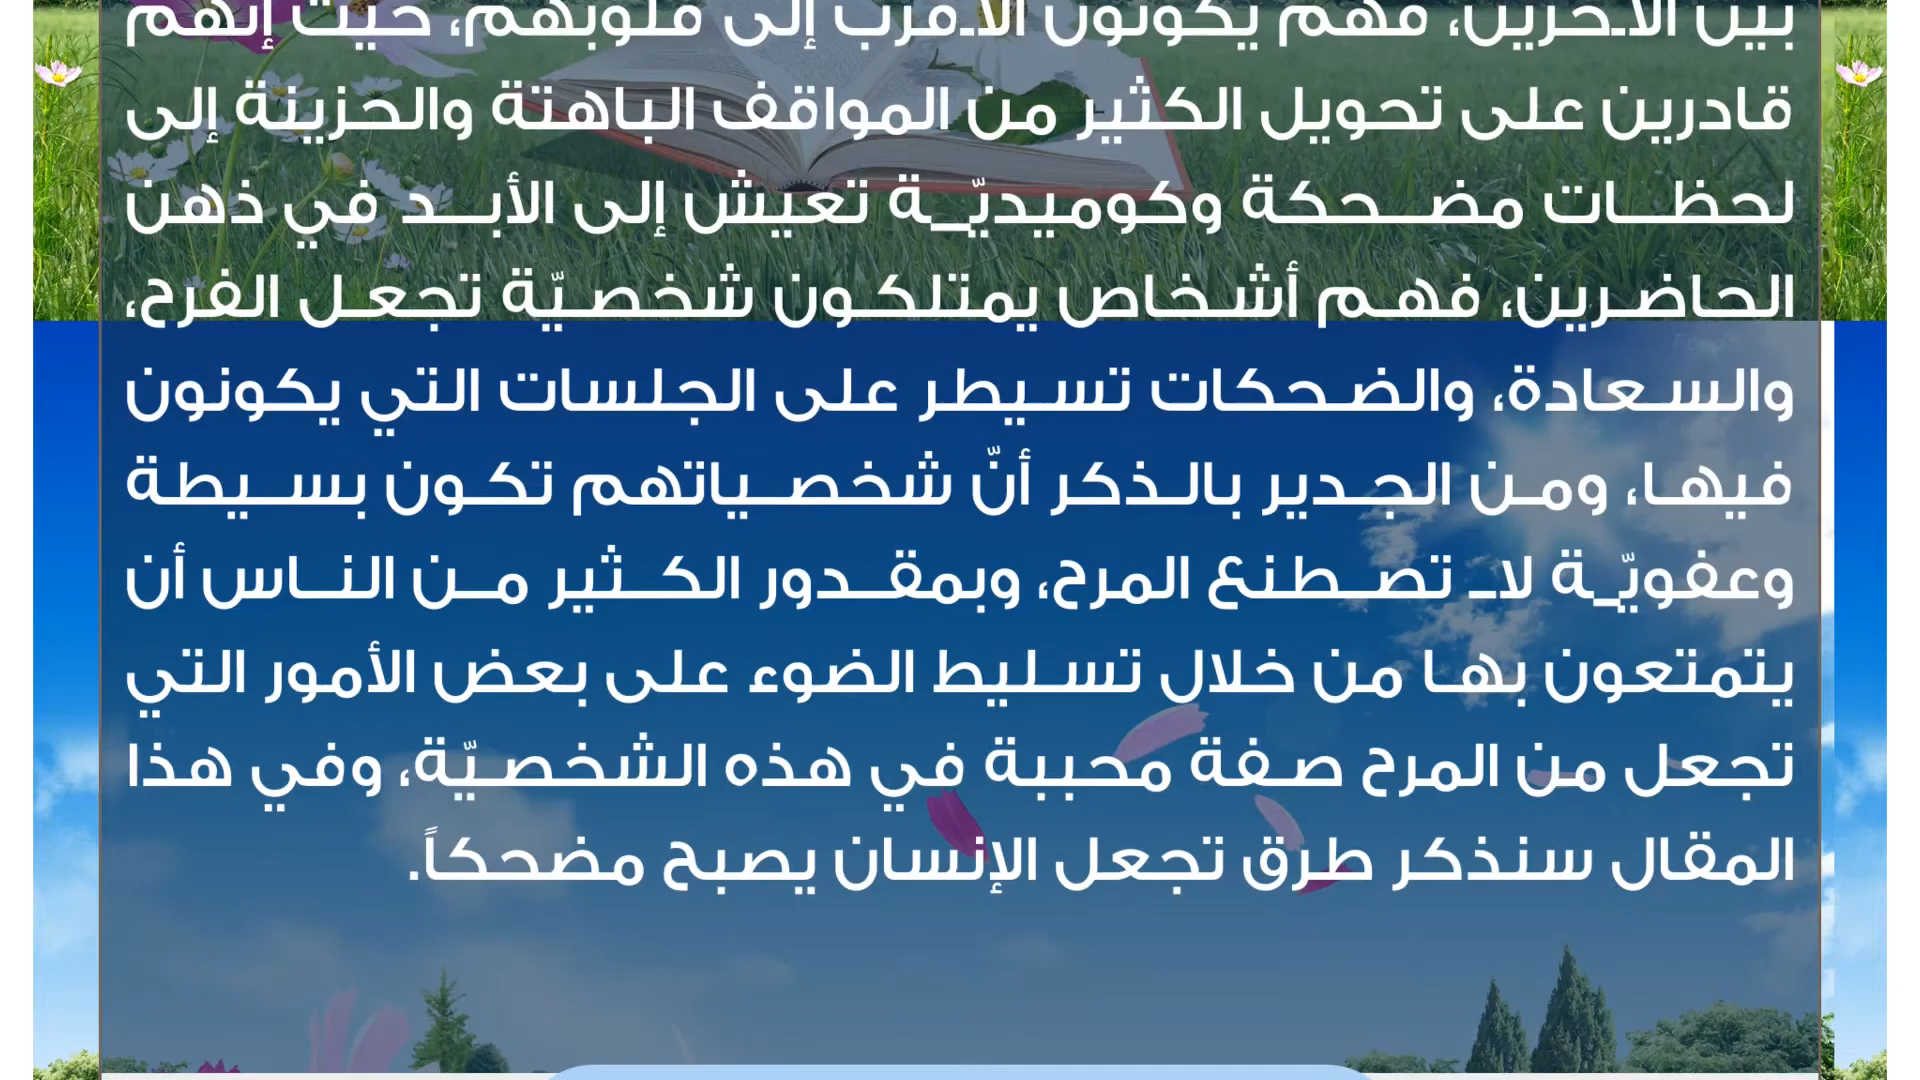 بين الآخرين، فهم يكونون الأقرب إلى قلوبهم، حيث إنهم
قادرين على تحويل الكثير من المواقف الباهتة والحزينة إلى
لحظات مضحكة وكوميديّة تعيش إلى الأبد في ذهن
الحاضرين، فهم أشخاص يمتلكون شخصيّة تجعل الفرح،
والسعادة، والضحكات تسيطر على الجلسات التي يكونون
فيها، ومن الجدير بالذكر أنّ شخصياتهم تكون بسيطة
وعفويّة لا تصطنع المرح، وبمقدور الكثير من الناس أن
يتمتعون بها من خلال تسليط الضوء على بعض الأمور التي
تجعل من المرح صفة محببة في هذه الشخصيّة، وفي هذا
المقال سنذكر طرق تجعل الإنسان يصبح مضحكاً.